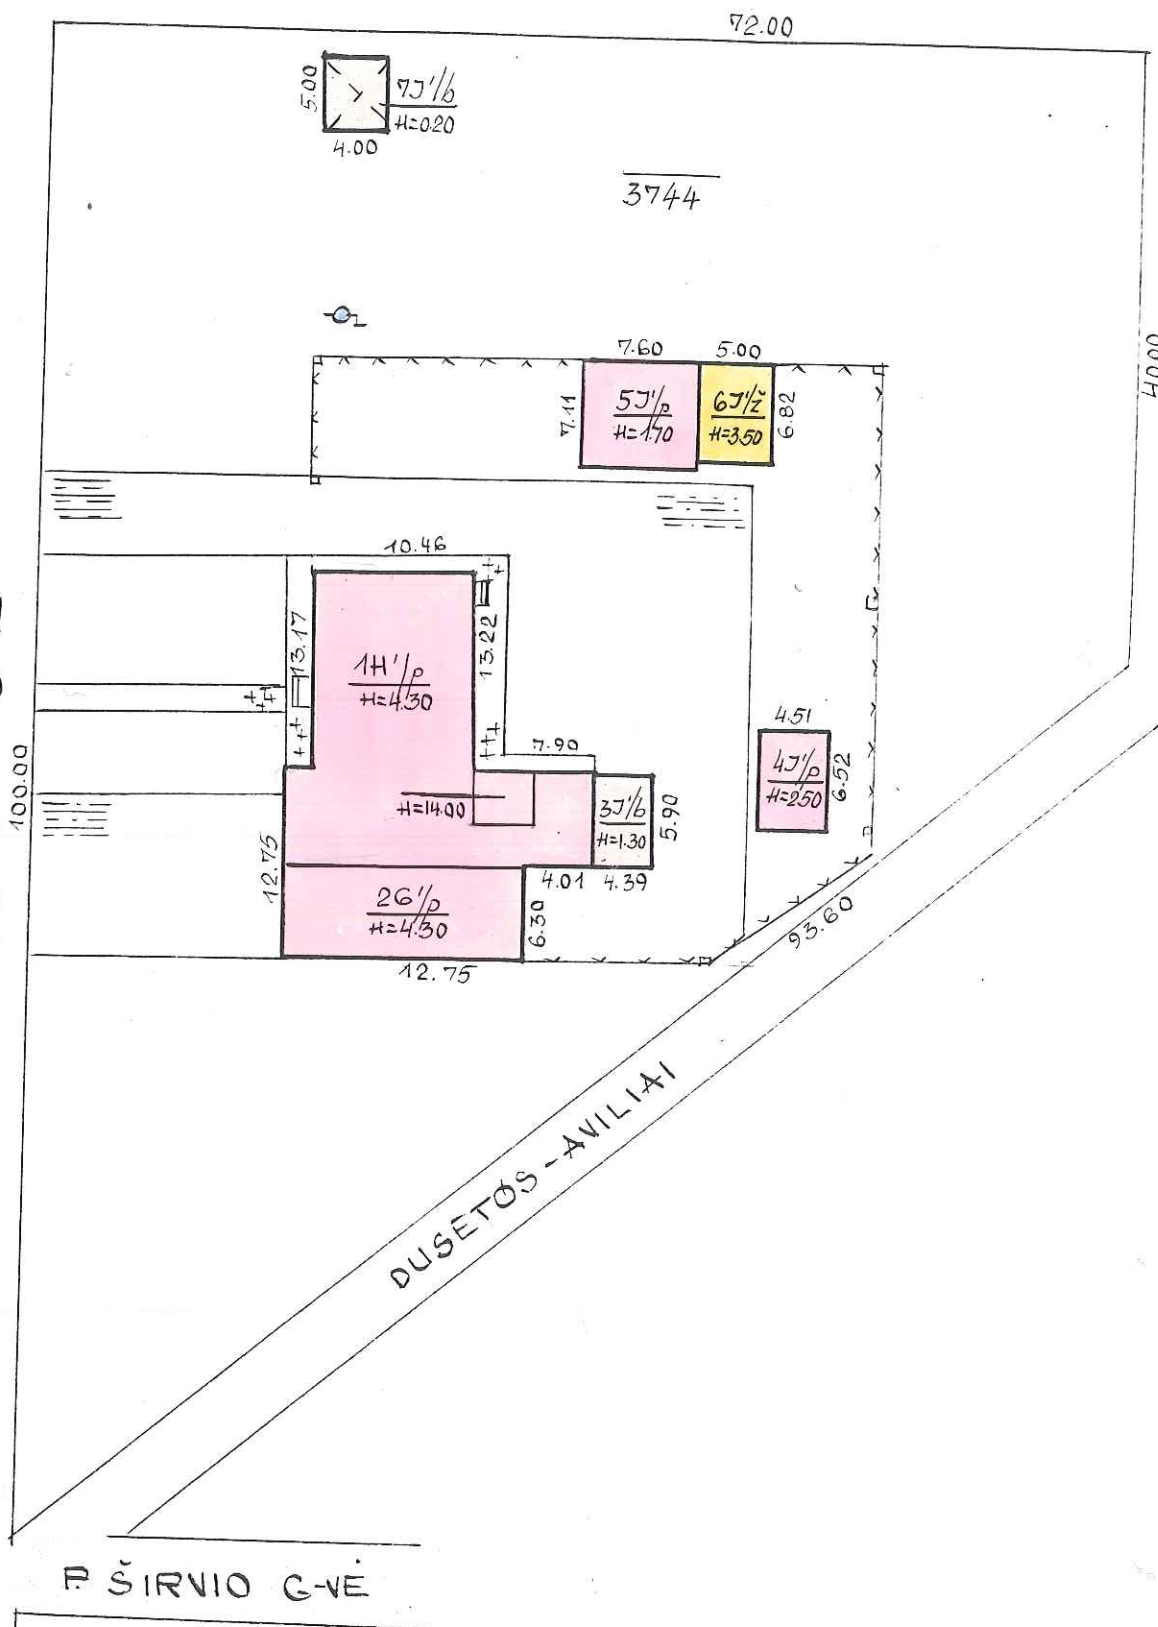 72.00
5.00
7J'/b
H=0.20
4.00
3744
1
40.00
7.60
5.00
7.11
5J'/p
H=1.70
6J'/ž
H=3.50
6.82
10.46
13.17
13.22
1H'/p
H=4.30
7.90
4.51
4J'/p
H=2.50
6.52
H=14.00
3J'/b
H=1.30
5.90
100.00
12.75
4.01
4.39
2G'/p
H=4.30
6.30
12.75
93.60
DUSETOS - AVILIAI
P. ŠIRVIO G-VĖ